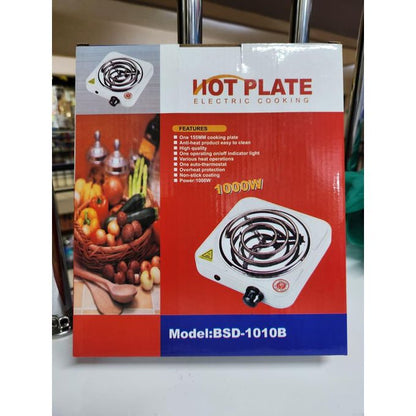 HOT PLATE
ELECTRIC COOKING
FEATURES
One 155MM cooking plate
Anti-heat product easy to clean
High quality
One operating on/off indicator light
Various heat operations
One auto-thermostat
Overheat protection
Non-stick coating
Power:1000W
1000W
Model:BSD-1010B